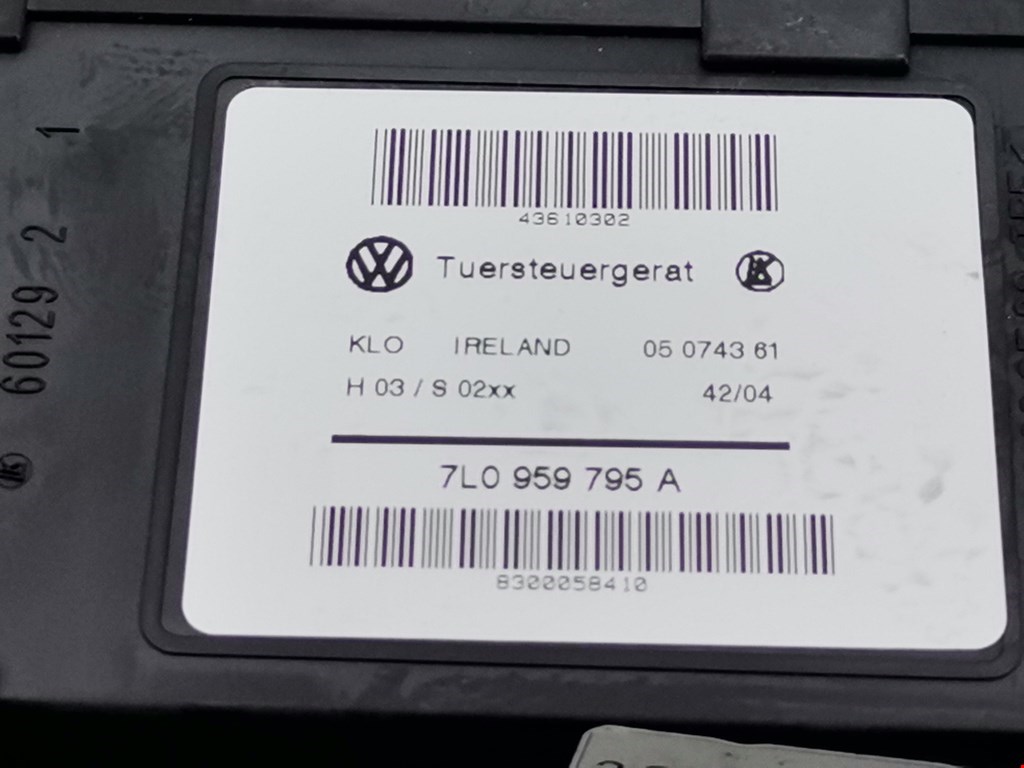 43610302
Tuersteuergerat
KLO IRELAND 05 0743 61
H 03 / S 02xx 42/04
7L0 959 795 A
8300058410
60129-2 1